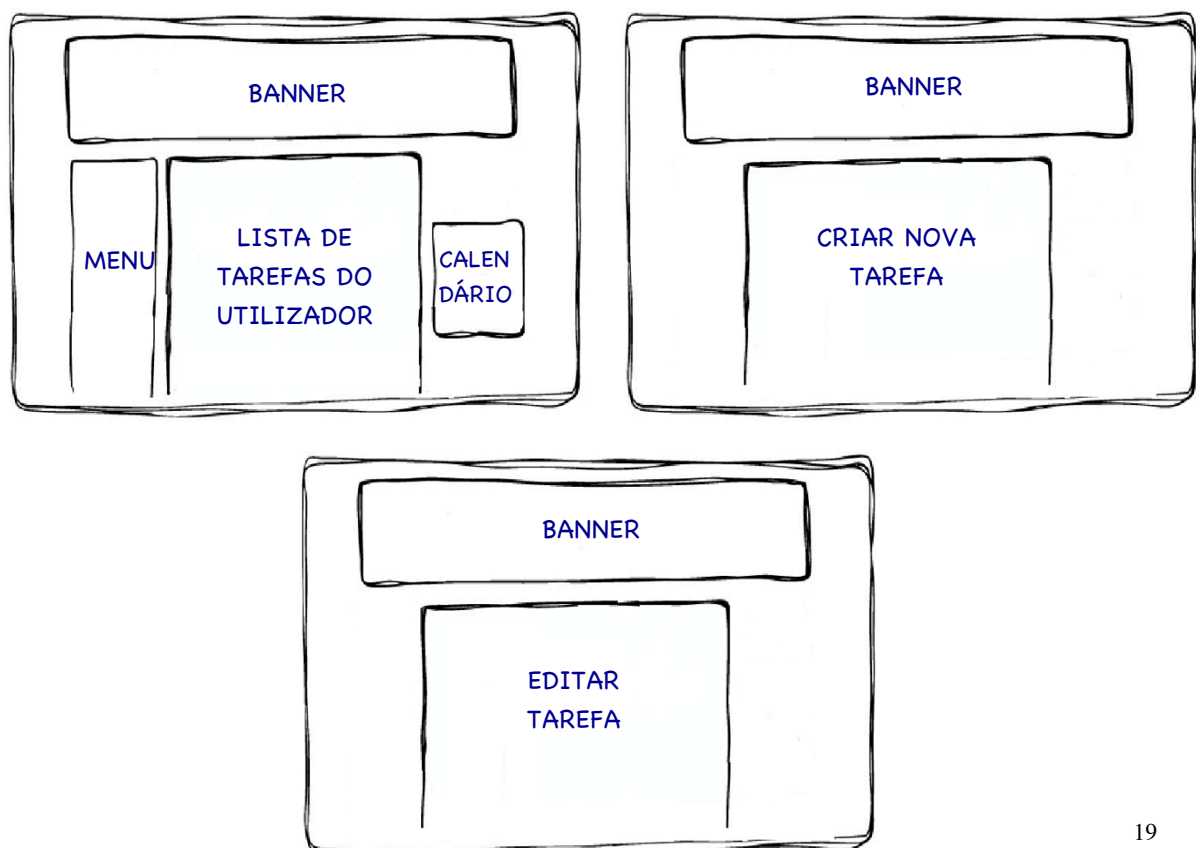 BANNER
MENU
LISTA DE
TAREFAS DO
UTILIZADOR
CALEN
DÁRIO
BANNER
CRIAR NOVA
TAREFA
BANNER
EDITAR
TAREFA
19